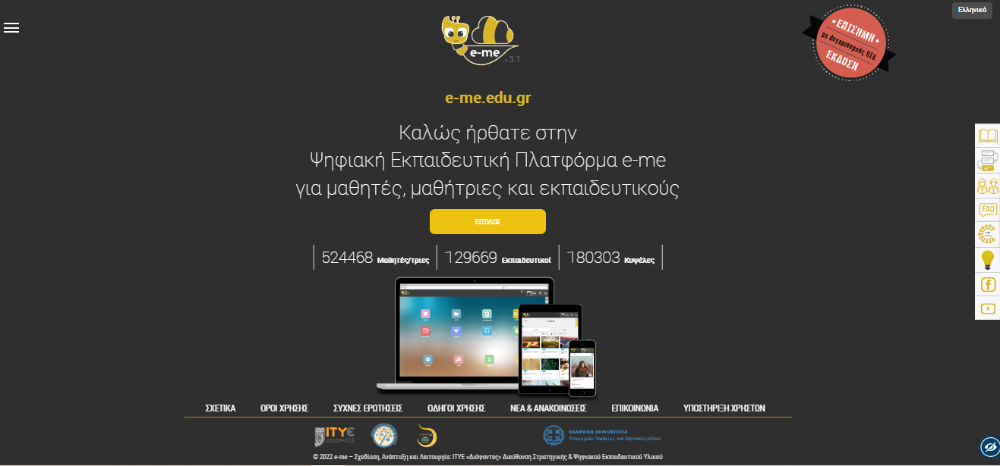 Ελληνικά
e-me
v.3.1
★ ΕΠΙΣΗΜΗ ★
με λογαριασμούς ΠΣΔ
ΕΚΔΟΣΗ
e-me.edu.gr
Καλώς ήρθατε στην
Ψηφιακή Εκπαιδευτική Πλατφόρμα e-me
για μαθητές, μαθήτριες και εκπαιδευτικούς
ΕΙΣΟΔΟΣ
524468 Μαθητές/τριες 129669 Εκπαιδευτικοί 180303 Κυψέλες
FAQ
ΣΧΕΤΙΚΑ ΟΡΟΙ ΧΡΗΣΗΣ ΣΥΧΝΕΣ ΕΡΩΤΗΣΕΙΣ ΟΔΗΓΟΙ ΧΡΗΣΗΣ ΝΕΑ & ΑΝΑΚΟΙΝΩΣΕΙΣ ΕΠΙΚΟΙΝΩΝΙΑ ΥΠΟΣΤΗΡΙΞΗ ΧΡΗΣΤΩΝ
ΙΤΥΕ
ΔΙΟΦΑΝΤΟΣ
ΕΛΛΗΝΙΚΗ ΔΗΜΟΚΡΑΤΙΑ
Υπουργείο Παιδείας και Θρησκευμάτων
© 2022 e-me – Σχεδίαση, Ανάπτυξη και Λειτουργία: ΙΤΥΕ «Διόφαντος» Διεύθυνση Στρατηγικής & Ψηφιακού Εκπαιδευτικού Υλικού